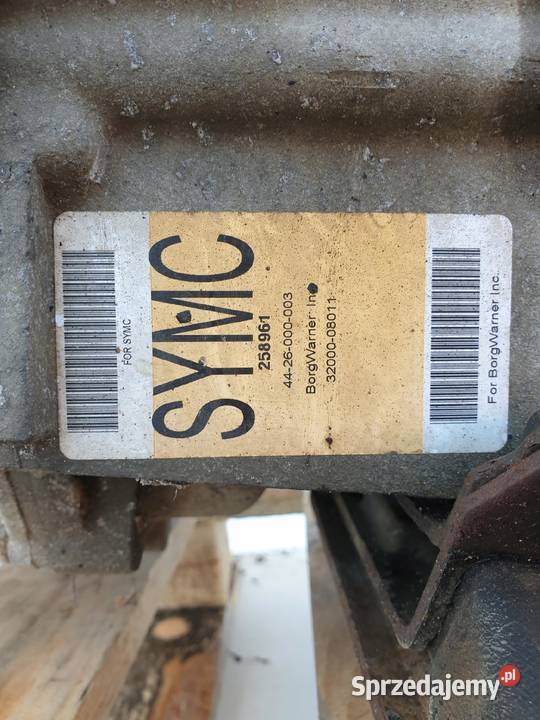 FOR SYMC
SYMC
258961
44-26-000-003
BorgWarner Inc
32000-08011
For BorgWarner Inc.
Sprzedajemy.pl